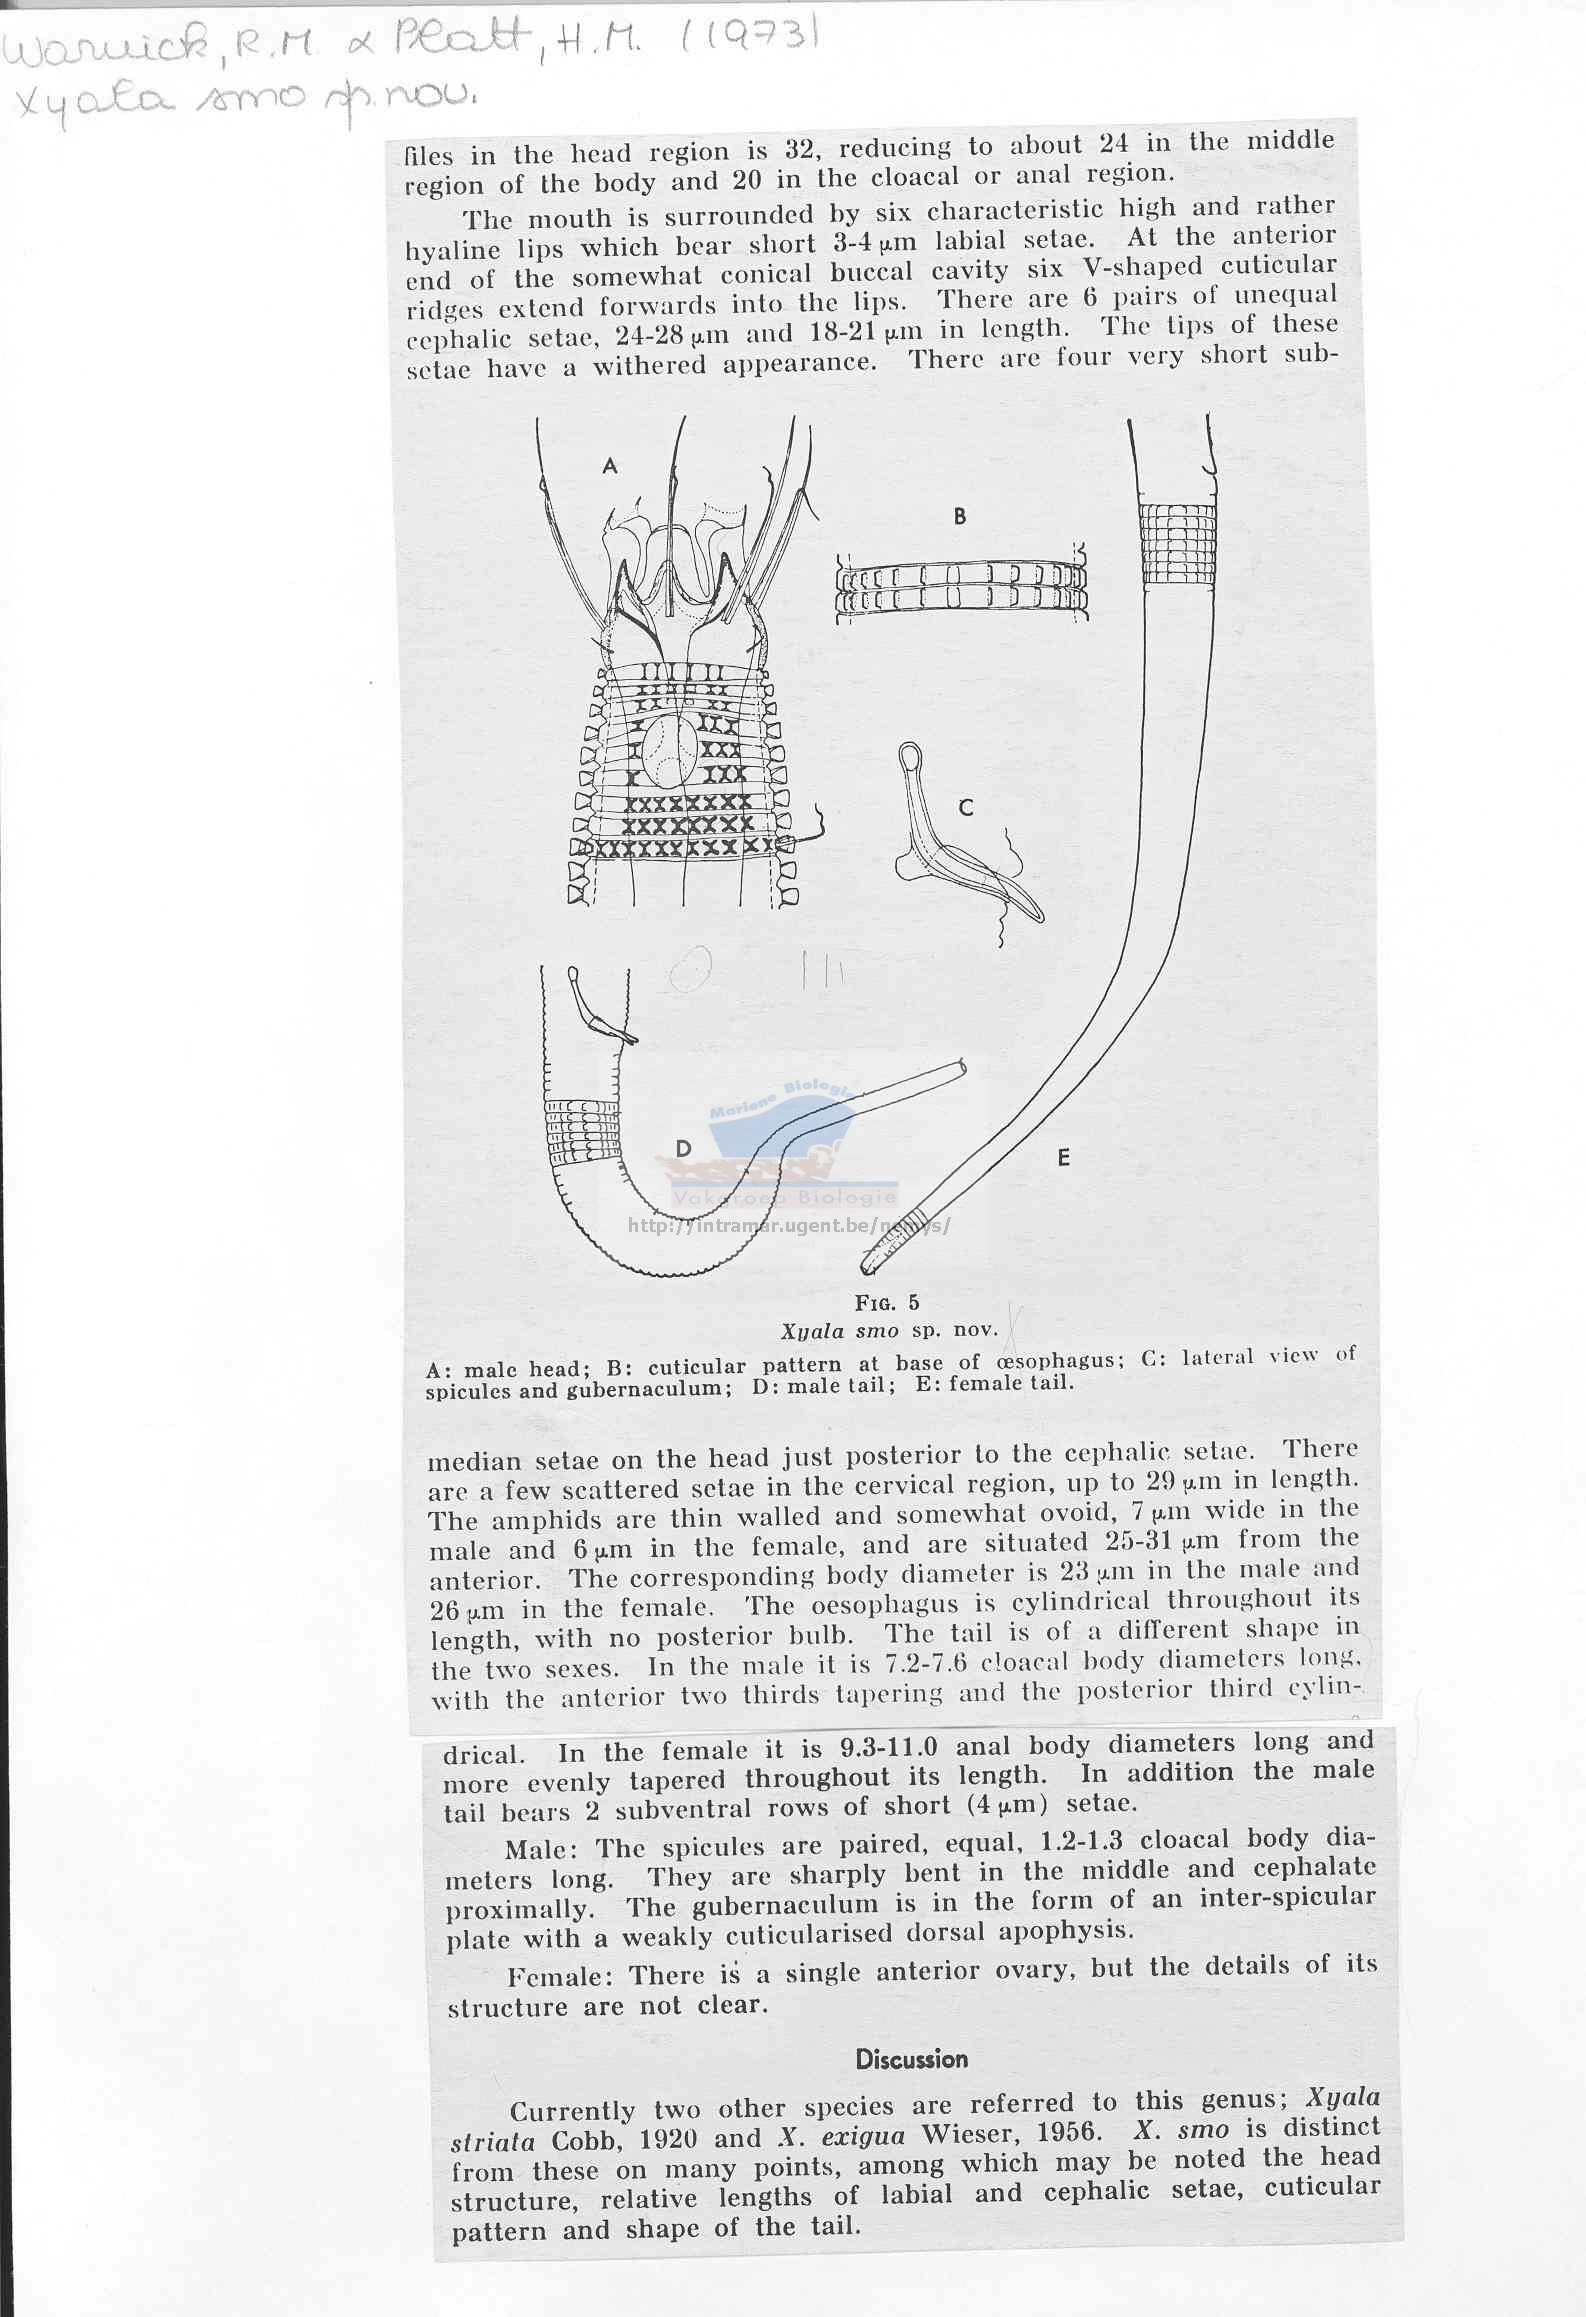 Warwick, R.M. & Platt, H.M. (1973)
Xyala smo sp. nov.
files in the head region is 32, reducing to about 24 in the middle
region of the body and 20 in the cloacal or anal region.
The mouth is surrounded by six characteristic high and rather
hyaline lips which bear short 3-4 µm labial setae. At the anterior
end of the somewhat conical buccal cavity six V-shaped cuticular
ridges extend forwards into the lips. There are 6 pairs of unequal
cephalic setae, 24-28 µm and 18-21 µm in length. The tips of these
setae have a withered appearance. There are four very short sub-
A
B
C
D
E
Mariene Biologie
Vakgroep Biologie
http://intramar.ugent.be/nemys/
FIG. 5
Xyala smo sp. nov.
A: male head; B: cuticular pattern at base of œsophagus; C: lateral view of
spicules and gubernaculum; D: male tail; E: female tail.
median setae on the head just posterior to the cephalic setae. There
are a few scattered setae in the cervical region, up to 29 µm in length.
The amphids are thin walled and somewhat ovoid, 7 µm wide in the
male and 6 µm in the female, and are situated 25-31 µm from the
anterior. The corresponding body diameter is 23 µm in the male and
26 µm in the female. The oesophagus is cylindrical throughout its
length, with no posterior bulb. The tail is of a different shape in
the two sexes. In the male it is 7.2-7.6 cloacal body diameters long,
with the anterior two thirds tapering and the posterior third cylin-
drical. In the female it is 9.3-11.0 anal body diameters long and
more evenly tapered throughout its length. In addition the male
tail bears 2 subventral rows of short (4 µm) setae.
Male: The spicules are paired, equal, 1.2-1.3 cloacal body dia-
meters long. They are sharply bent in the middle and cephalate
proximally. The gubernaculum is in the form of an inter-spicular
plate with a weakly cuticularised dorsal apophysis.
Female: There is a single anterior ovary, but the details of its
structure are not clear.
Discussion
Currently two other species are referred to this genus; Xyala
striata Cobb, 1920 and X. exigua Wieser, 1956. X. smo is distinct
from these on many points, among which may be noted the head
structure, relative lengths of labial and cephalic setae, cuticular
pattern and shape of the tail.